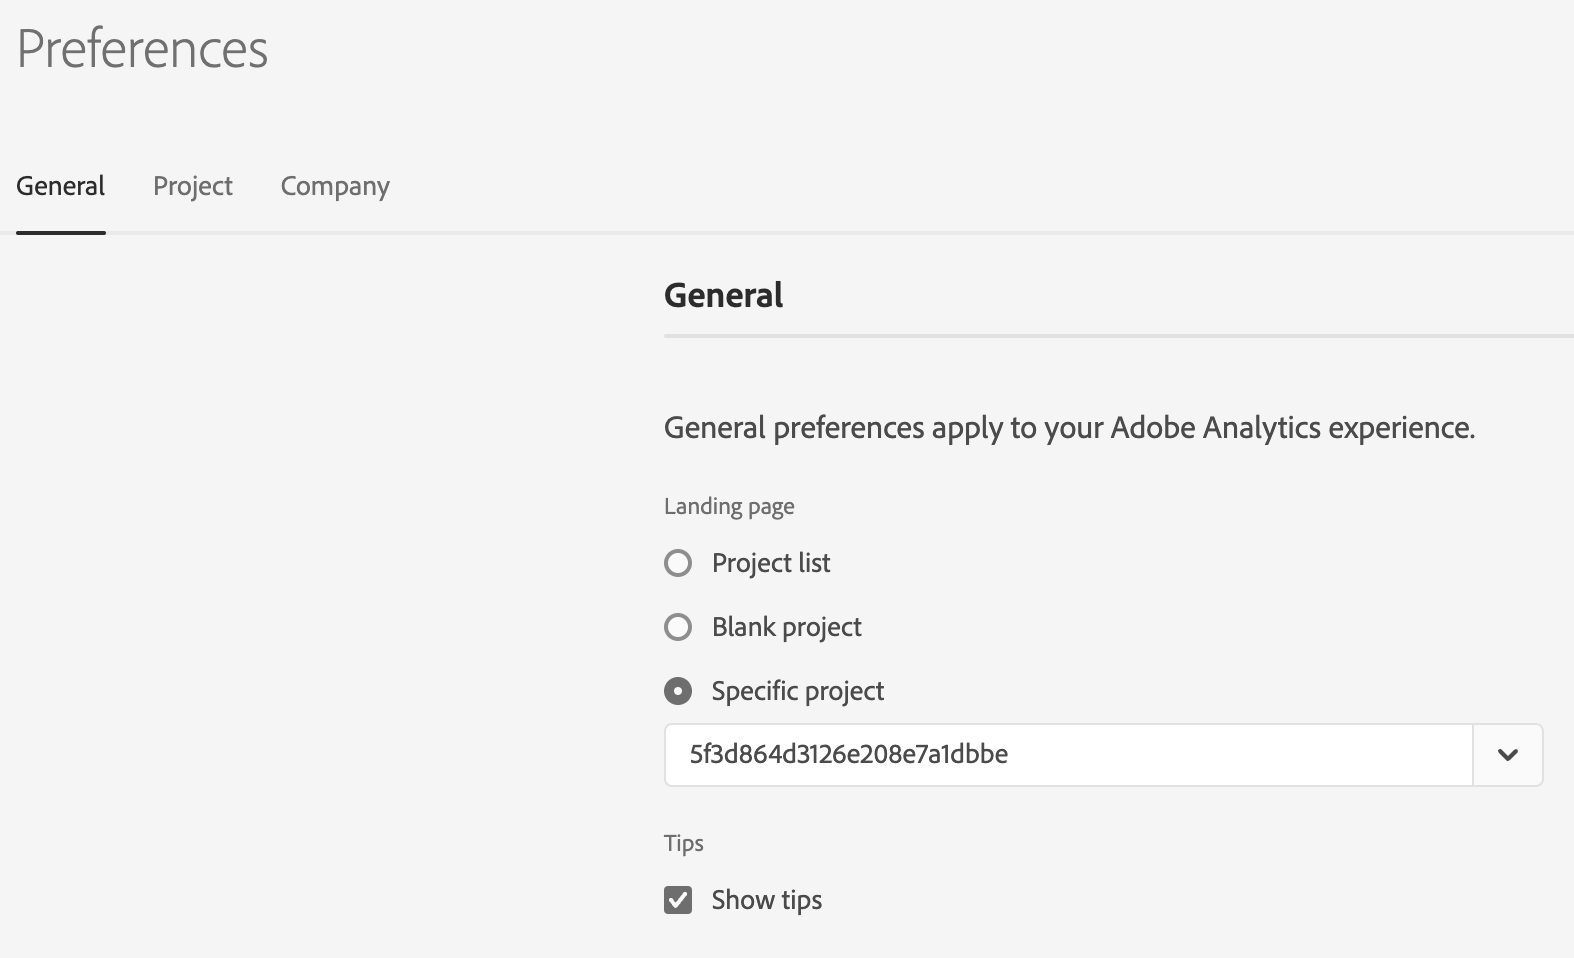 Preferences
General Project Company
General
General preferences apply to your Adobe Analytics experience.
Landing page
Project list
Blank project
Specific project
5f3d864d3126e208e7a1dbbe
Tips
Show tips